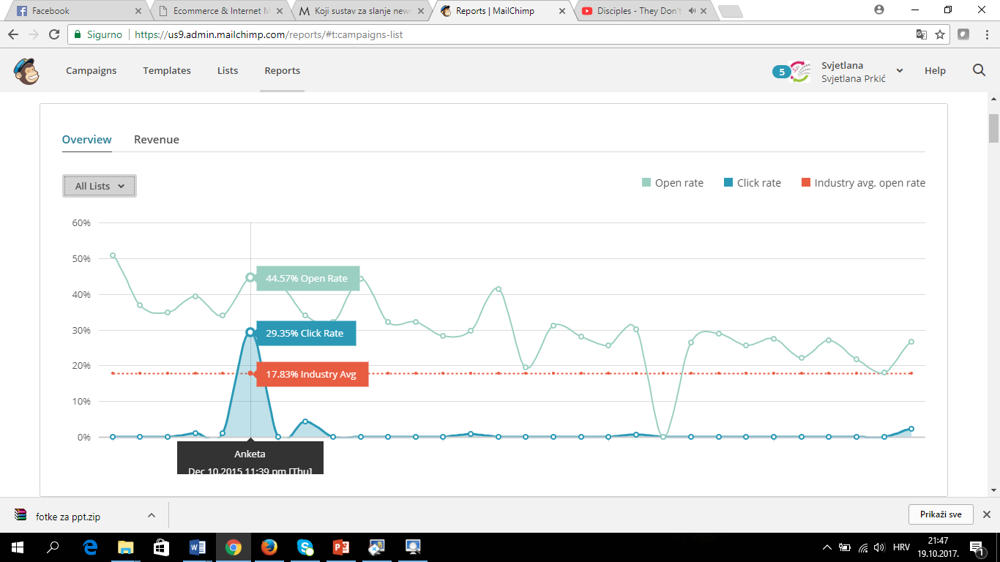 Facebook
Ecommerce & Internet M
Koji sustav za slanje news
Reports | MailChimp
Disciples - They Don't
Sigurno https://us9.admin.mailchimp.com/reports/#t:campaigns-list
Campaigns Templates Lists Reports
5
Svjetlana
Svjetlana Prkić
Help
Overview Revenue
All Lists
Open rate Click rate Industry avg. open rate
60%
50%
44.57% Open Rate
40%
30%
29.35% Click Rate
20%
17.83% Industry Avg
10%
0%
Anketa
Dec 10,2015 11:39 pm [Thu]
fotke za ppt.zip
Prikaži sve
HRV
21:47
19.10.2017.
1